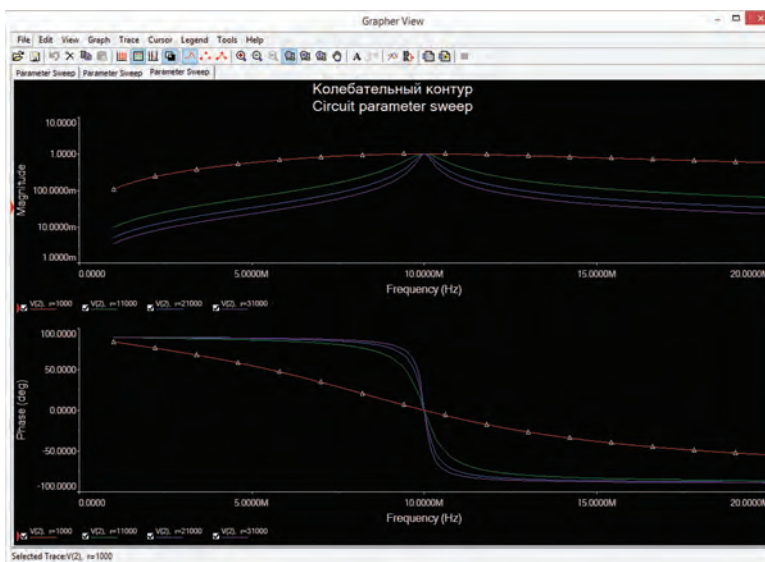 Grapher View
File Edit View Graph Trace Cursor Legend Tools Help
Parameter Sweep Parameter Sweep Parameter Sweep
Колебательный контур
Circuit parameter sweep
Magnitude
10.0000
1.0000
100.0000m
10.0000m
1.0000m
0.0000 5.0000M 10.0000M 15.0000M 20.0000M
Frequency (Hz)
V(2), r=1000 V(2), r=11000 V(2), r=21000 V(2), r=31000
Phase (deg)
100.0000
50.0000
0.0000
-50.0000
-100.0000
0.0000 5.0000M 10.0000M 15.0000M 20.0000M
Frequency (Hz)
V(2), r=1000 V(2), r=11000 V(2), r=21000 V(2), r=31000
Selected Trace:V(2), r=1000